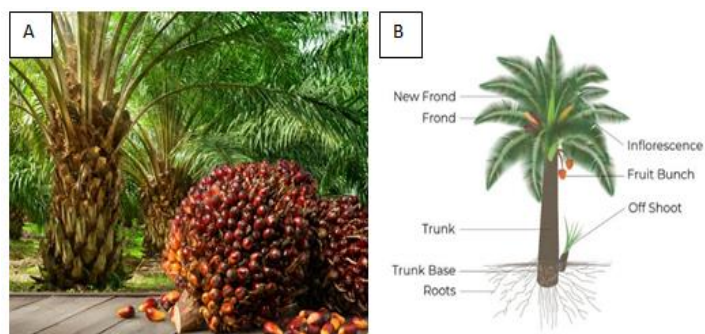 A
B
New Frond
Frond
Inflorescence
Fruit Bunch
Off Shoot
Trunk
Trunk Base
Roots